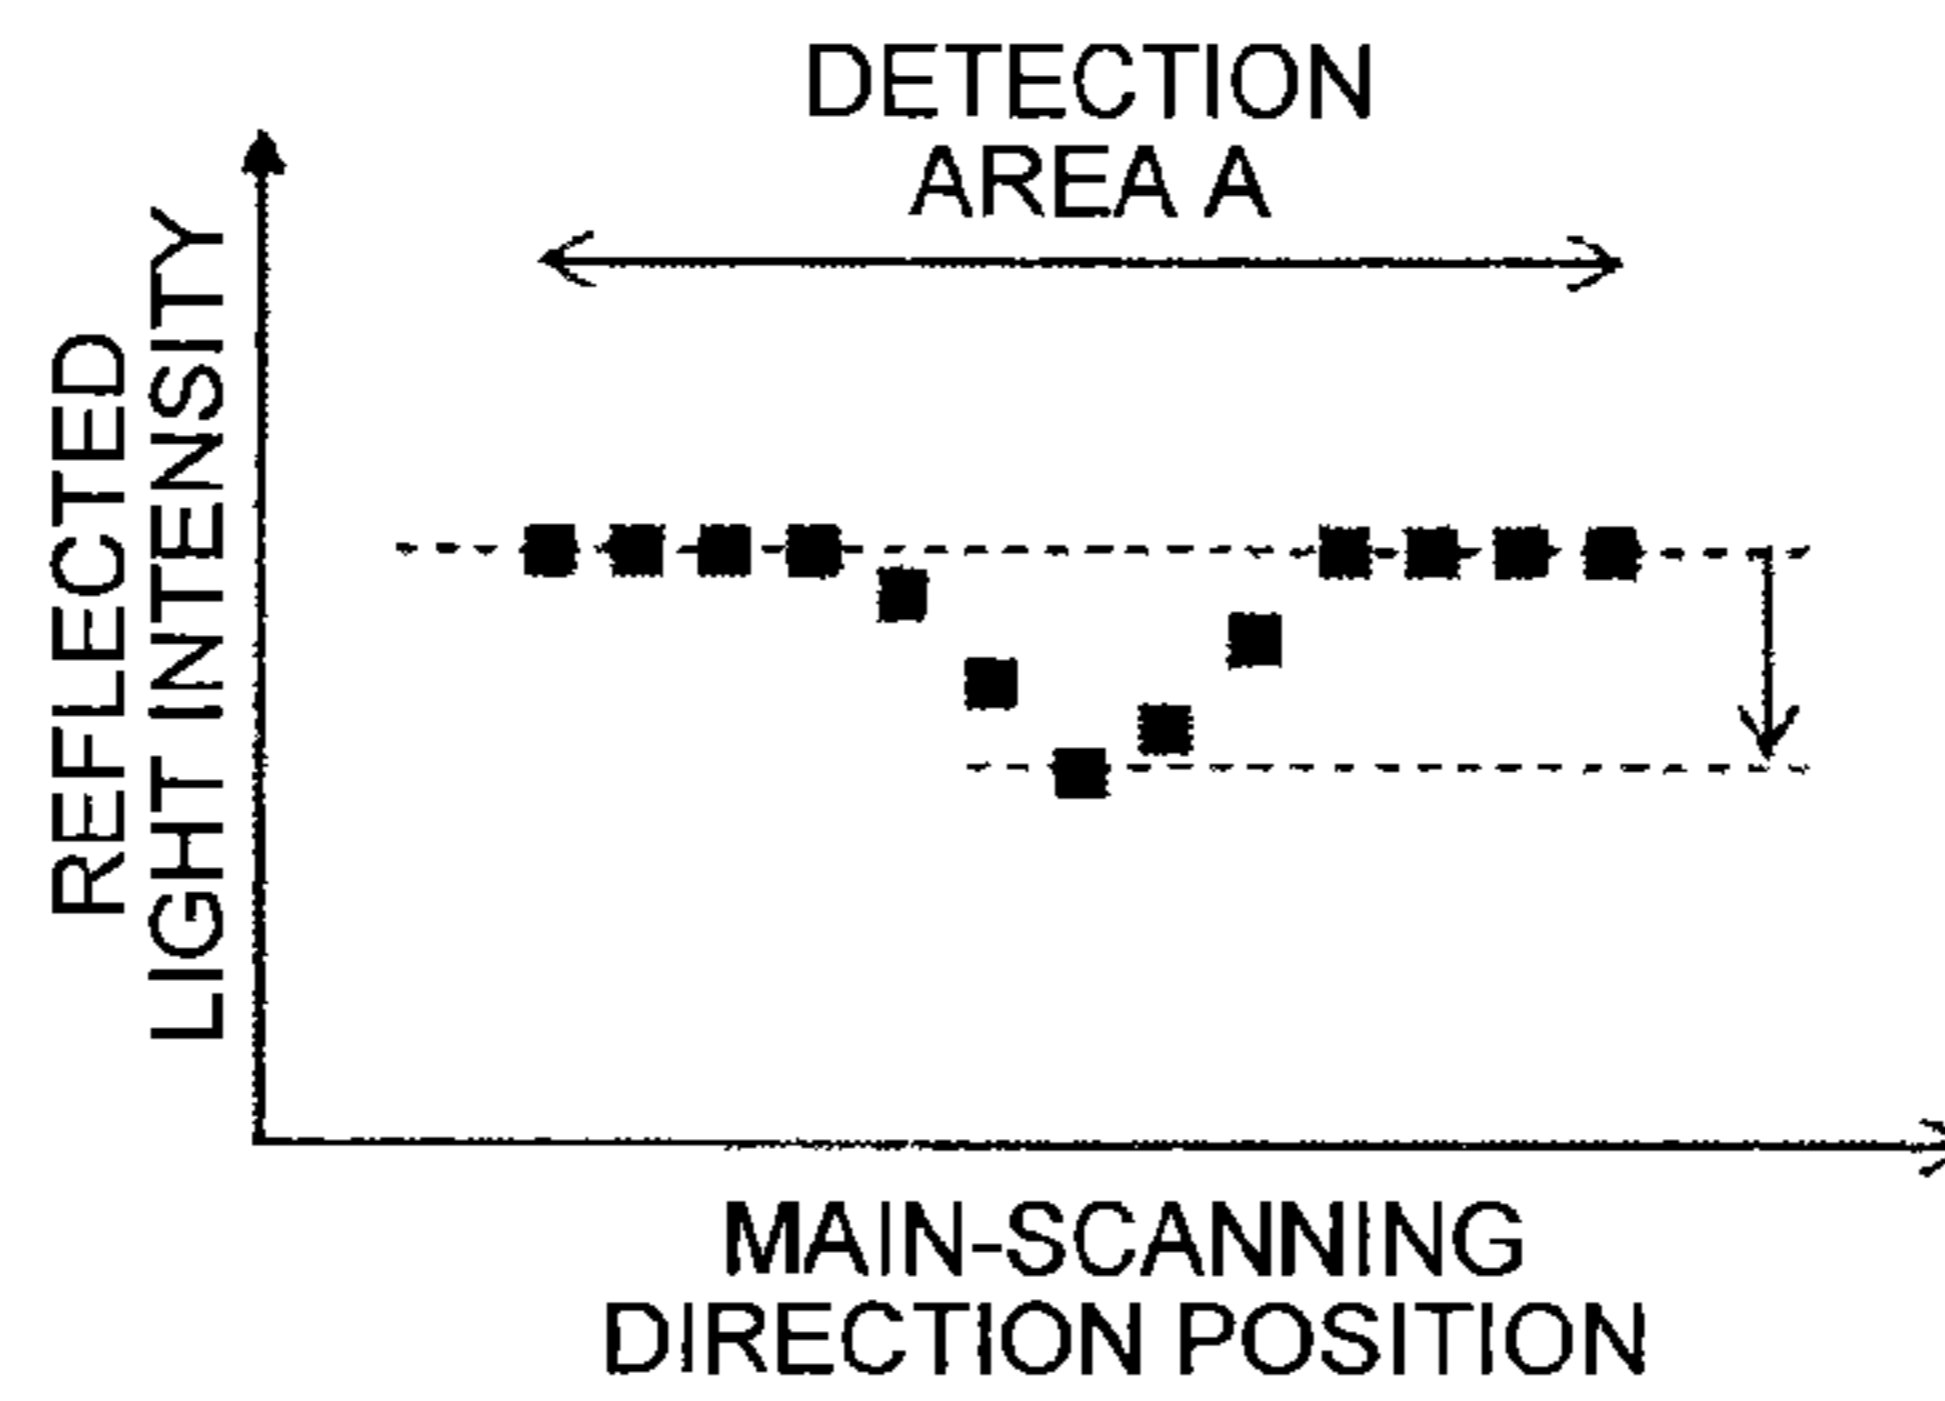 DETECTION
AREA A
REFLECTED
LIGHT INTENSITY
MAIN-SCANNING
DIRECTION POSITION